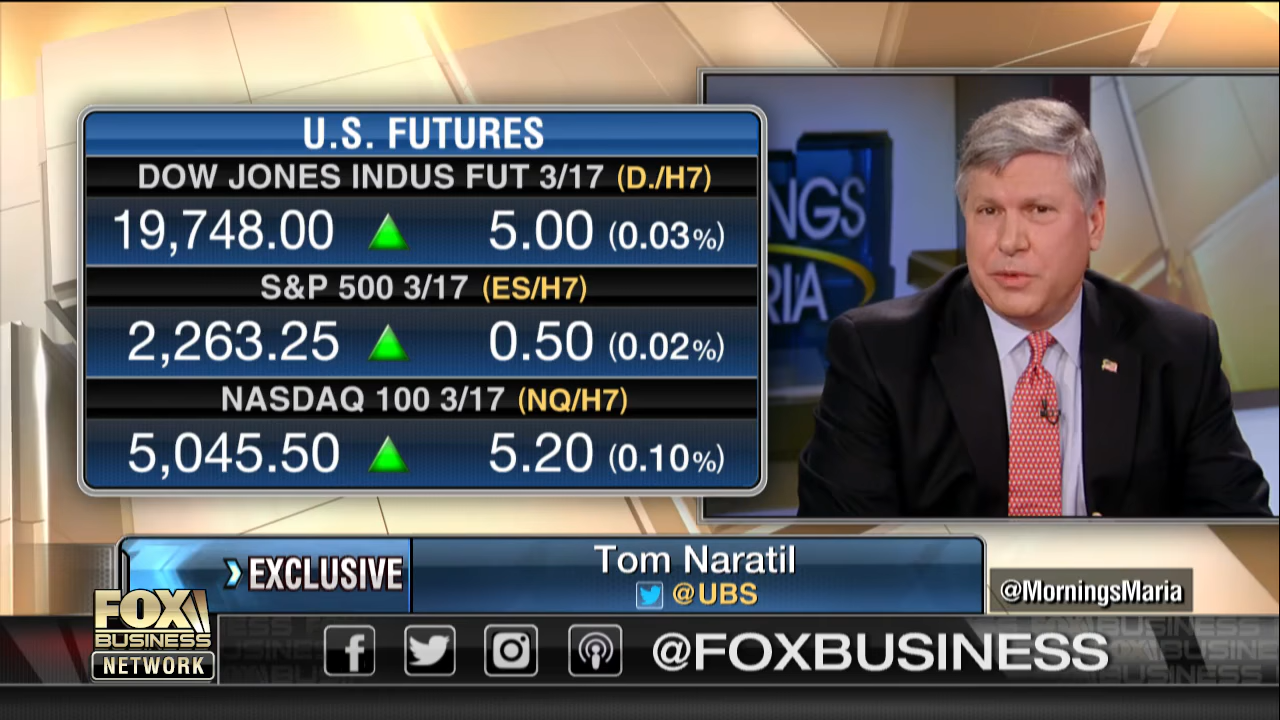 U.S. FUTURES
DOW JONES INDUS FUT 3/17 (D./H7)
19,748.00 5.00 (0.03%)
S&P 500 3/17 (ES/H7)
2,263.25 0.50 (0.02%)
NASDAQ 100 3/17 (NQ/H7)
5,045.50 5.20 (0.10%)
NGS
RIA
EXCLUSIVE
Tom Naratil
@UBS
@MorningsMaria
FOX
BUSINESS
NETWORK
@FOXBUSINESS